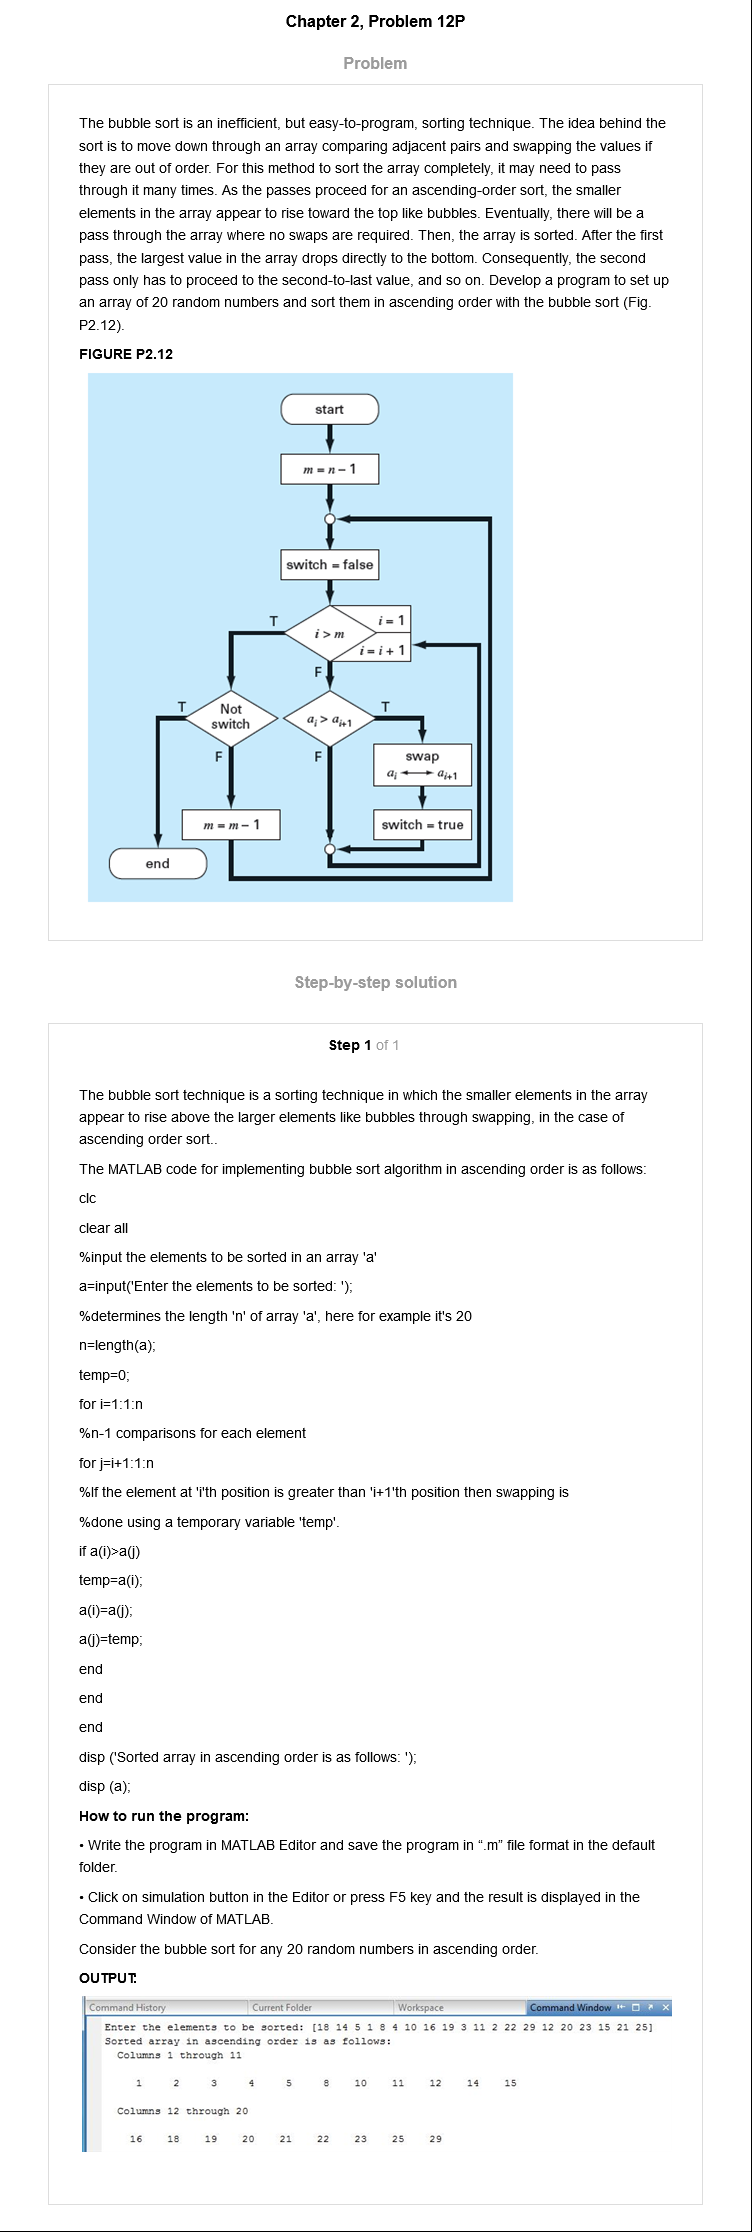 Chapter 2, Problem 12P
Problem
The bubble sort is an inefficient, but easy-to-program, sorting technique. The idea behind the
sort is to move down through an array comparing adjacent pairs and swapping the values if
they are out of order. For this method to sort the array completely, it may need to pass
through it many times. As the passes proceed for an ascending-order sort, the smaller
elements in the array appear to rise toward the top like bubbles. Eventually, there will be a
pass through the array where no swaps are required. Then, the array is sorted. After the first
pass, the largest value in the array drops directly to the bottom. Consequently, the second
pass only has to proceed to the second-to-last value, and so on. Develop a program to set up
an array of 20 random numbers and sort them in ascending order with the bubble sort (Fig.
P2.12).
FIGURE P2.12
start
m = n – 1
switch = false
T
i > m
i = 1
i = i + 1
F
T
Not
switch
a_i > a_{i+1}
T
F
F
swap
a_i ⟷ a_{i+1}
m = m – 1
switch = true
end
Step-by-step solution
Step 1 of 1
The bubble sort technique is a sorting technique in which the smaller elements in the array
appear to rise above the larger elements like bubbles through swapping, in the case of
ascending order sort..
The MATLAB code for implementing bubble sort algorithm in ascending order is as follows:
clc
clear all
%input the elements to be sorted in an array 'a'
a=input('Enter the elements to be sorted: ');
%determines the length 'n' of array 'a', here for example it's 20
n=length(a);
temp=0;
for i=1:1:n
%n-1 comparisons for each element
for j=i+1:1:n
%If the element at 'i'th position is greater than 'i+1'th position then swapping is
%done using a temporary variable 'temp'.
if a(i)>a(j)
temp=a(i);
a(i)=a(j);
a(j)=temp;
end
end
end
disp ('Sorted array in ascending order is as follows: ');
disp (a);
How to run the program:
• Write the program in MATLAB Editor and save the program in “.m” file format in the default
folder.
• Click on simulation button in the Editor or press F5 key and the result is displayed in the
Command Window of MATLAB.
Consider the bubble sort for any 20 random numbers in ascending order.
OUTPUT:
Command History Current Folder Workspace Command Window
Enter the elements to be sorted: [18 14 5 1 8 4 10 16 19 3 11 2 22 29 12 20 23 15 21 25]
Sorted array in ascending order is as follows:
Columns 1 through 11
1 2 3 4 5 8 10 11 12 14 15
Columns 12 through 20
16 18 19 20 21 22 23 25 29